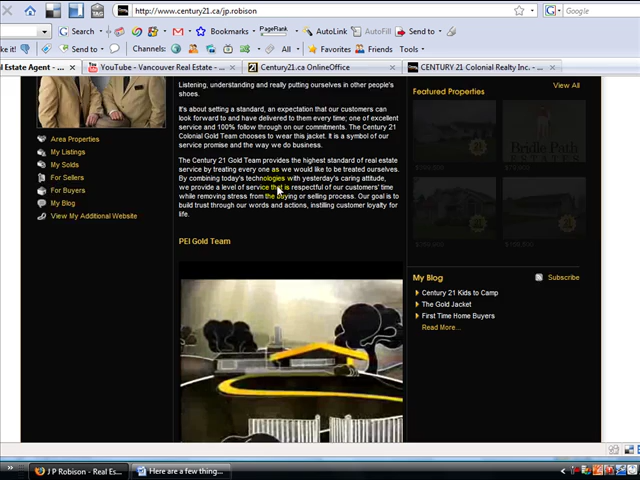 http://www.century21.ca/jp.robison
Google
Search
Bookmarks
PageRank
AutoLink
AutoFill
Send to
ke it!
Send to
Channels:
All
Favorites
Friends
l Estate Agent - ...
YouTube - Vancouver Real Estate - ...
Century21.ca OnlineOffice
CENTURY 21 Colonial Realty Inc. - ...
Listening, understanding and really putting ourselves in other people's
shoes.
It's about setting a standard, an expectation that our customers can
look forward to and have delivered to them every time; one of excellent
service and 100% follow through on our commitments. The Century 21
Colonial Gold Team chooses to wear this jacket. It is a symbol of our
service promise and the way we do business.
The Century 21 Gold Team provides the highest standard of real estate
service by treating every one as we would like to be treated ourselves.
By combining today's technologies with yesterday's caring attitude,
we provide a level of service that is respectful of our customers' time
while removing stress from the buying or selling process. Our goal is to
build trust through our words and actions, instilling customer loyalty for
life.
PEI Gold Team
Area Properties
My Listings
My Solds
For Sellers
For Buyers
My Blog
View My Additional Website
View All
Featured Properties
Bridle Path
ESTATES
My Blog
Subscribe
Century 21 Kids to Camp
The Gold Jacket
First Time Home Buyers
Read More...
J P Robison - Real Es...
Here are a few thing...